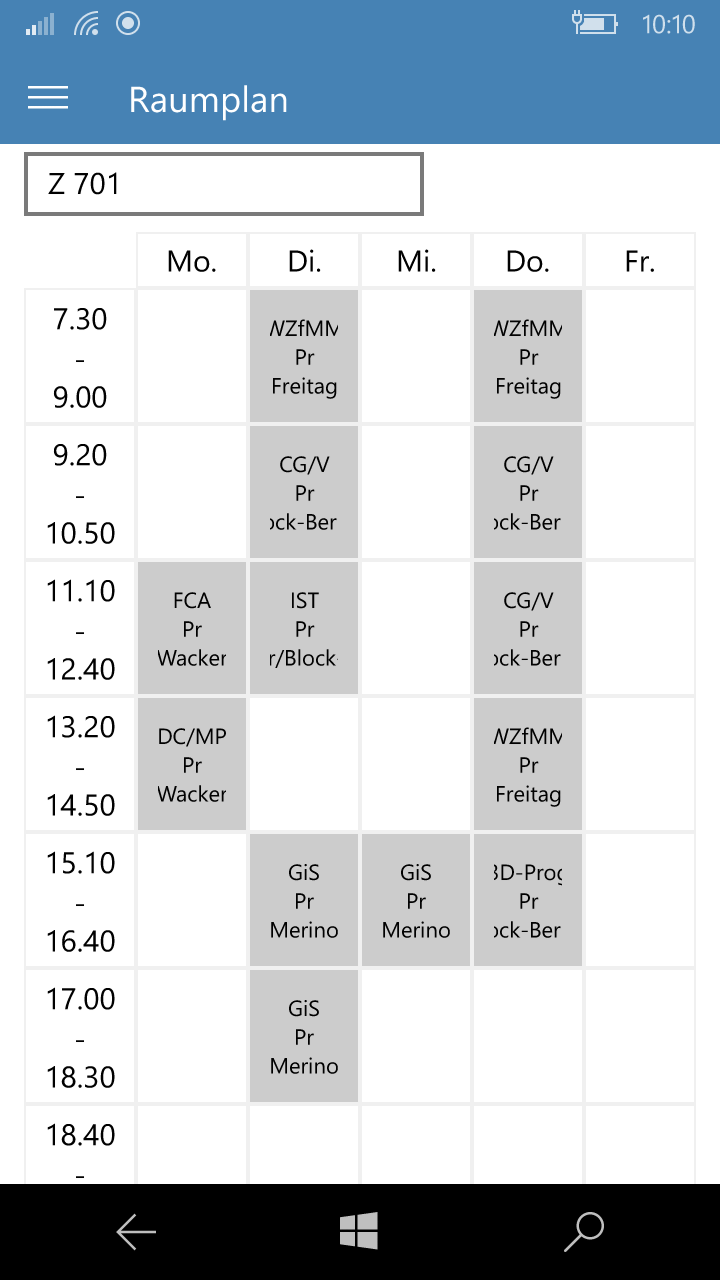 10:10
Raumplan
Z 701
Mo. Di. Mi. Do. Fr.
7.30
-
9.00
Pr
Freitag
Pr
Freitag
9.20
-
10.50
CG/V
Pr
ock-Ber
CG/V
Pr
ock-Ber
11.10
-
12.40
FCA
Pr
Wacker
IST
Pr
r/Block-
CG/V
Pr
ock-Ber
13.20
-
14.50
DC/MP
Pr
Wacker
Pr
Freitag
15.10
-
16.40
GiS
Pr
Merino
GiS
Pr
Merino
3D-Prog
Pr
ock-Ber
17.00
-
18.30
GiS
Pr
Merino
18.40
-